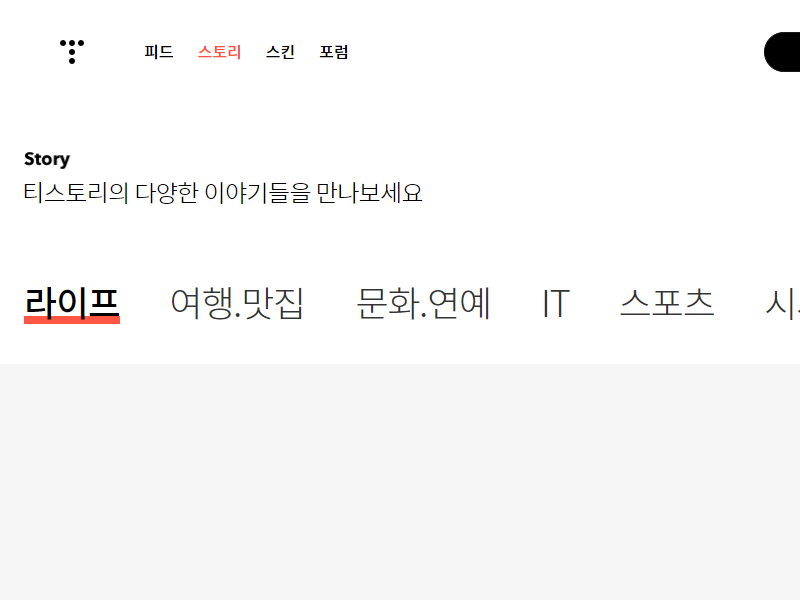 피드 스토리 스킨 포럼
Story
티스토리의 다양한 이야기들을 만나보세요
라이프 여행.맛집 문화.연예 IT 스포츠 시